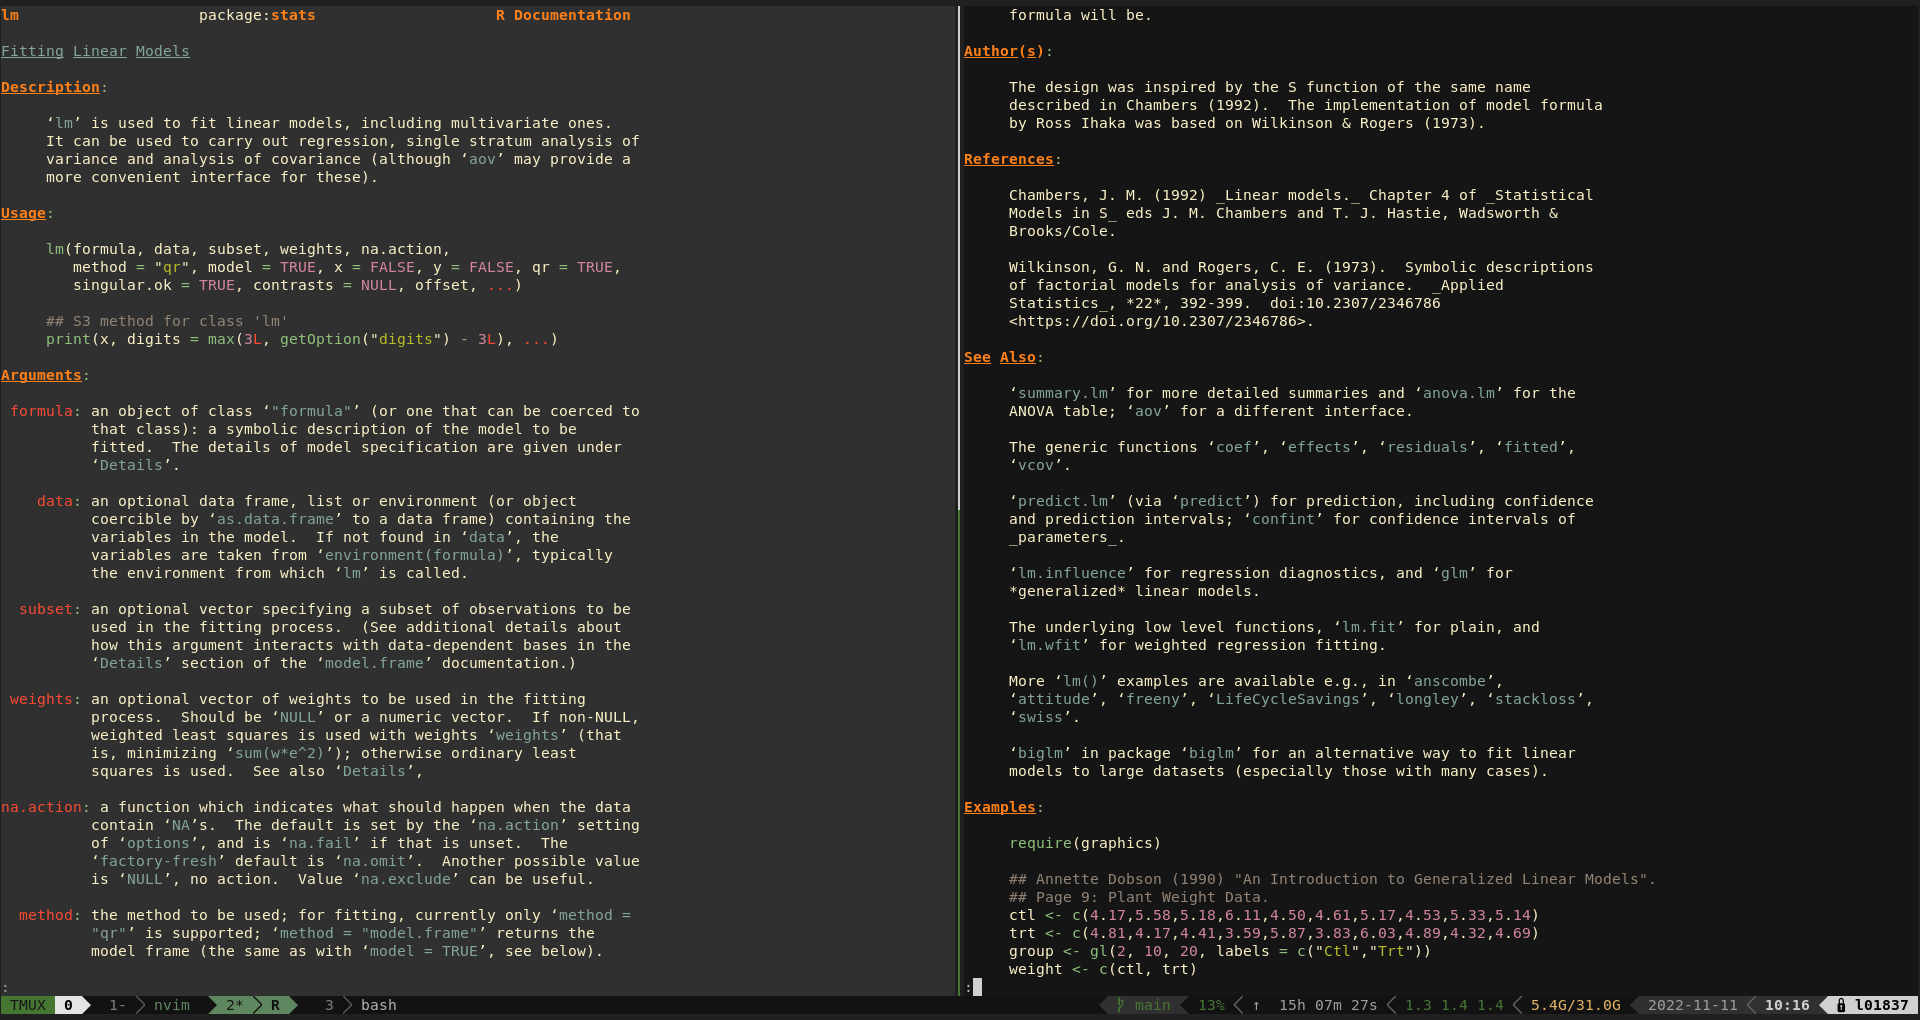 lm package:stats R Documentation
Fitting Linear Models
Description:
‘lm’ is used to fit linear models, including multivariate ones.
It can be used to carry out regression, single stratum analysis of
variance and analysis of covariance (although ‘aov’ may provide a
more convenient interface for these).
Usage:
lm(formula, data, subset, weights, na.action,
method = "qr", model = TRUE, x = FALSE, y = FALSE, qr = TRUE,
singular.ok = TRUE, contrasts = NULL, offset, ...)
## S3 method for class 'lm'
print(x, digits = max(3L, getOption("digits") - 3L), ...)
Arguments:
formula: an object of class ‘"formula"’ (or one that can be coerced to
that class): a symbolic description of the model to be
fitted.  The details of model specification are given under
‘Details’.
data: an optional data frame, list or environment (or object
coercible by ‘as.data.frame’ to a data frame) containing the
variables in the model.  If not found in ‘data’, the
variables are taken from ‘environment(formula)’, typically
the environment from which ‘lm’ is called.
subset: an optional vector specifying a subset of observations to be
used in the fitting process.  (See additional details about
how this argument interacts with data-dependent bases in the
‘Details’ section of the ‘model.frame’ documentation.)
weights: an optional vector of weights to be used in the fitting
process.  Should be ‘NULL’ or a numeric vector.  If non-NULL,
weighted least squares is used with weights ‘weights’ (that
is, minimizing ‘sum(w*e^2)’); otherwise ordinary least
squares is used.  See also ‘Details’,
na.action: a function which indicates what should happen when the data
contain ‘NA’s.  The default is set by the ‘na.action’ setting
of ‘options’, and is ‘na.fail’ if that is unset.  The
‘factory-fresh’ default is ‘na.omit’.  Another possible value
is ‘NULL’, no action.  Value ‘na.exclude’ can be useful.
method: the method to be used; for fitting, currently only ‘method =
"qr"’ is supported; ‘method = "model.frame"’ returns the
model frame (the same as with ‘model = TRUE’, see below).
:
formula will be.
Author(s):
The design was inspired by the S function of the same name
described in Chambers (1992).  The implementation of model formula
by Ross Ihaka was based on Wilkinson & Rogers (1973).
References:
Chambers, J. M. (1992) _Linear models._ Chapter 4 of _Statistical
Models in S_ eds J. M. Chambers and T. J. Hastie, Wadsworth &
Brooks/Cole.
Wilkinson, G. N. and Rogers, C. E. (1973).  Symbolic descriptions
of factorial models for analysis of variance.  _Applied
Statistics_, *22*, 392-399.  doi:10.2307/2346786
<https://doi.org/10.2307/2346786>.
See Also:
‘summary.lm’ for more detailed summaries and ‘anova.lm’ for the
ANOVA table; ‘aov’ for a different interface.
The generic functions ‘coef’, ‘effects’, ‘residuals’, ‘fitted’,
‘vcov’.
‘predict.lm’ (via ‘predict’) for prediction, including confidence
and prediction intervals; ‘confint’ for confidence intervals of
_parameters_.
‘lm.influence’ for regression diagnostics, and ‘glm’ for
*generalized* linear models.
The underlying low level functions, ‘lm.fit’ for plain, and
‘lm.wfit’ for weighted regression fitting.
More ‘lm()’ examples are available e.g., in ‘anscombe’,
‘attitude’, ‘freeny’, ‘LifeCycleSavings’, ‘longley’, ‘stackloss’,
‘swiss’.
‘biglm’ in package ‘biglm’ for an alternative way to fit linear
models to large datasets (especially those with many cases).
Examples:
require(graphics)
## Annette Dobson (1990) "An Introduction to Generalized Linear Models".
## Page 9: Plant Weight Data.
ctl <- c(4.17,5.58,5.18,6.11,4.50,4.61,5.17,4.53,5.33,5.14)
trt <- c(4.81,4.17,4.41,3.59,5.87,3.83,6.03,4.89,4.32,4.69)
group <- gl(2, 10, 20, labels = c("Ctl","Trt"))
weight <- c(ctl, trt)
:
TMUX 0 1- nvim 2* R 3 bash main 13% ↑ 15h 07m 27s 1.3 1.4 1.4 5.4G/31.0G 2022-11-11 10:16 l01837